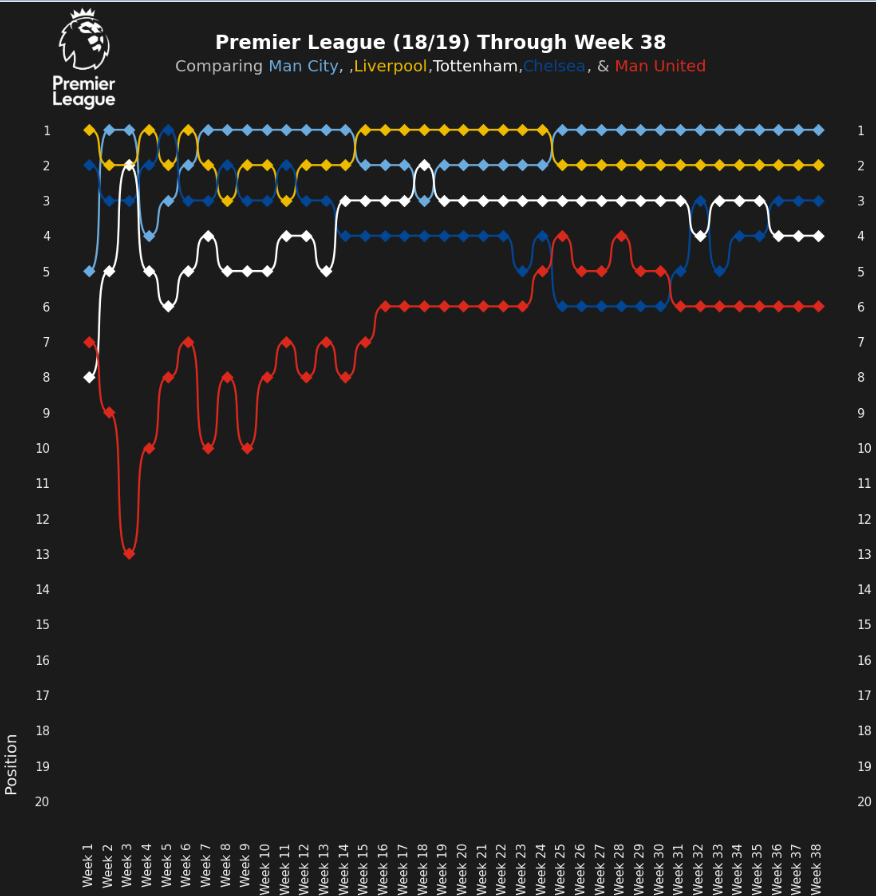 Premier
League
Premier League (18/19) Through Week 38
Comparing Man City, ,Liverpool,Tottenham,Chelsea, & Man United
1 1
2 2
3 3
4 4
5 5
6 6
7 7
8 8
9 9
10 10
11 11
12 12
13 13
14 14
15 15
16 16
17 17
18 18
19 19
20 20
Position
Week 1
Week 2
Week 3
Week 4
Week 5
Week 6
Week 7
Week 8
Week 9
Week 10
Week 11
Week 12
Week 13
Week 14
Week 15
Week 16
Week 17
Week 18
Week 19
Week 20
Week 21
Week 22
Week 23
Week 24
Week 25
Week 26
Week 27
Week 28
Week 29
Week 30
Week 31
Week 32
Week 33
Week 34
Week 35
Week 36
Week 37
Week 38